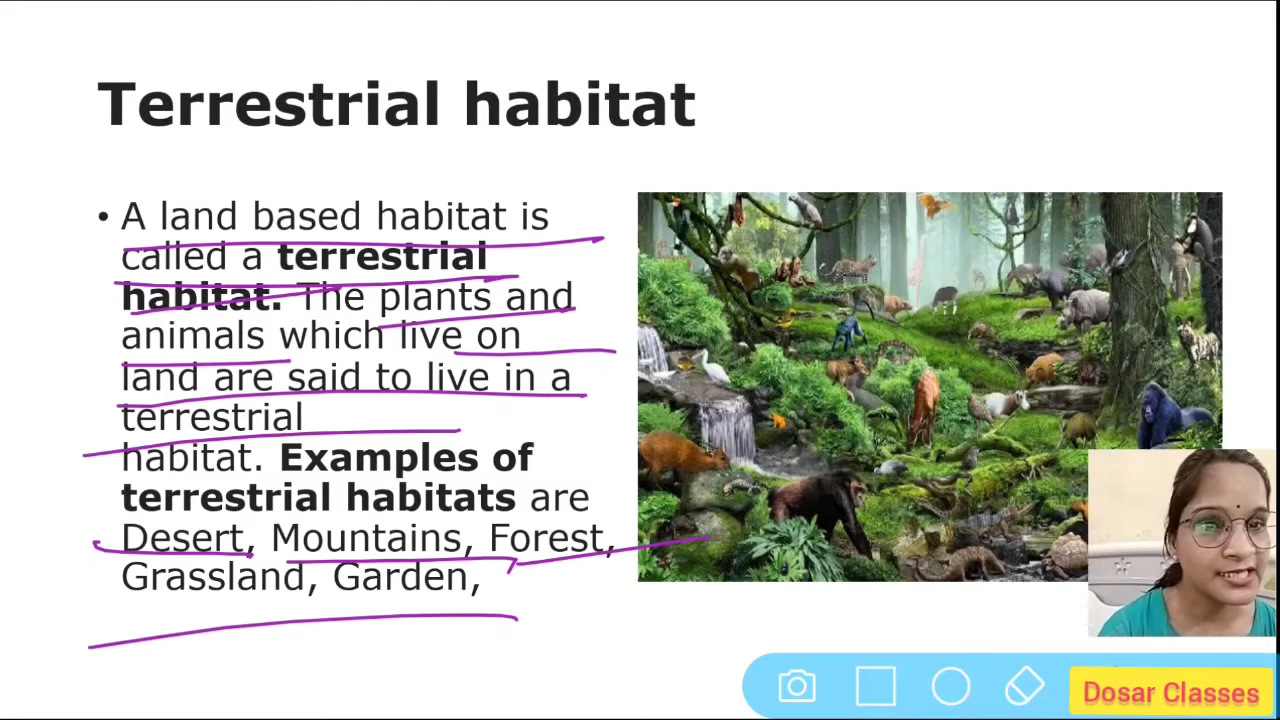 Terrestrial habitat
• A land based habitat is
called a terrestrial
habitat. The plants and
animals which live on
land are said to live in a
terrestrial
habitat. Examples of
terrestrial habitats are
Desert, Mountains, Forest,
Grassland, Garden,
Dosar Classes